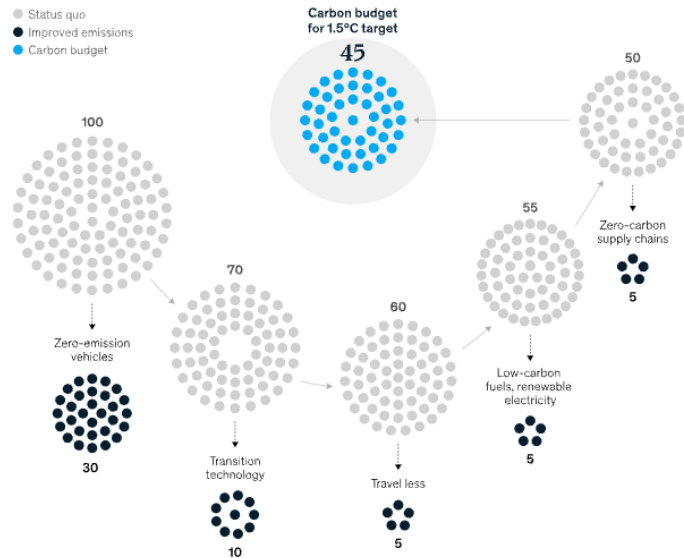 Status quo
Improved emissions
Carbon budget
Carbon budget
for 1.5°C target
45
50
100
Zero-carbon
supply chains
5
55
70
60
Zero-emission
vehicles
30
Low-carbon
fuels, renewable
electricity
5
Transition
technology
10
Travel less
5